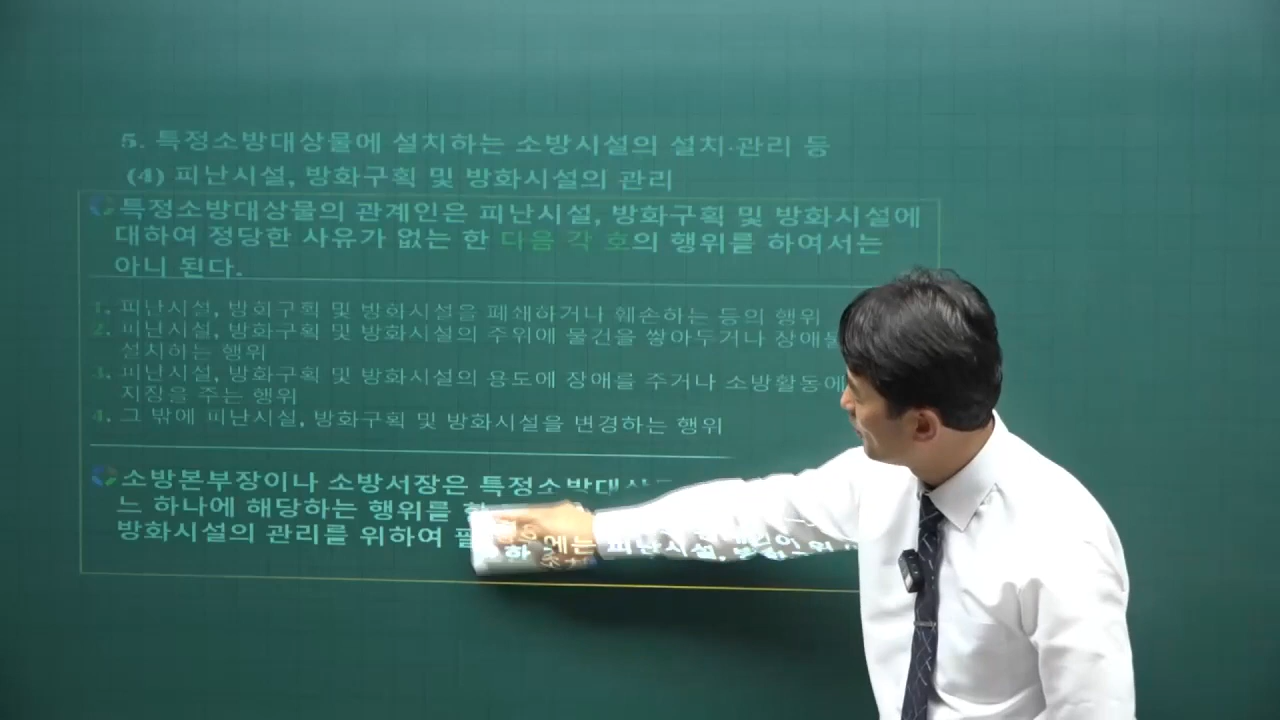 5. 특정소방대상물에 설치하는 소방시설의 설치·관리 등
(4) 피난시설, 방화구획 및 방화시설의 관리
특정소방대상물의 관계인은 피난시설, 방화구획 및 방화시설에
대하여 정당한 사유가 없는 한 다음 각 호의 행위를 하여서는
아니 된다.
1. 피난시설, 방화구획 및 방화시설을 폐쇄하거나 훼손하는 등의 행위
2. 피난시설, 방화구획 및 방화시설의 주위에 물건을 쌓아두거나
설치하는 행위
3. 피난시설, 방화구획 및 방화시설의 용도에 장애를 주거나 소방활동에
지장을 주는 행위
4. 그 밖에 피난시설, 방화구획 및 방화시설을 변경하는 행위
소방본부장이나 소방서장은
느 하나에 해당하는 행위를
방화시설의 관리를 위하여